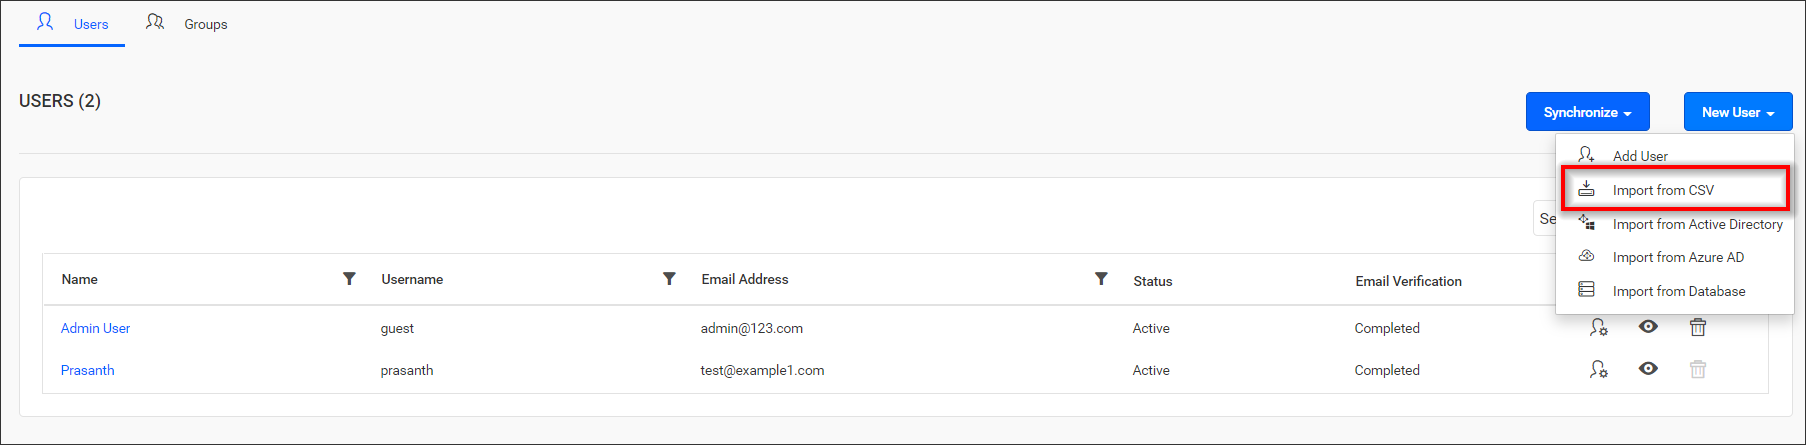 Users Groups
USERS (2)
Synchronize New User
Add User
Import from CSV
Import from Active Directory
Import from Azure AD
Import from Database
Se
Name Username Email Address Status Email Verification
Admin User guest admin@123.com Active Completed
Prasanth prasanth test@example1.com Active Completed